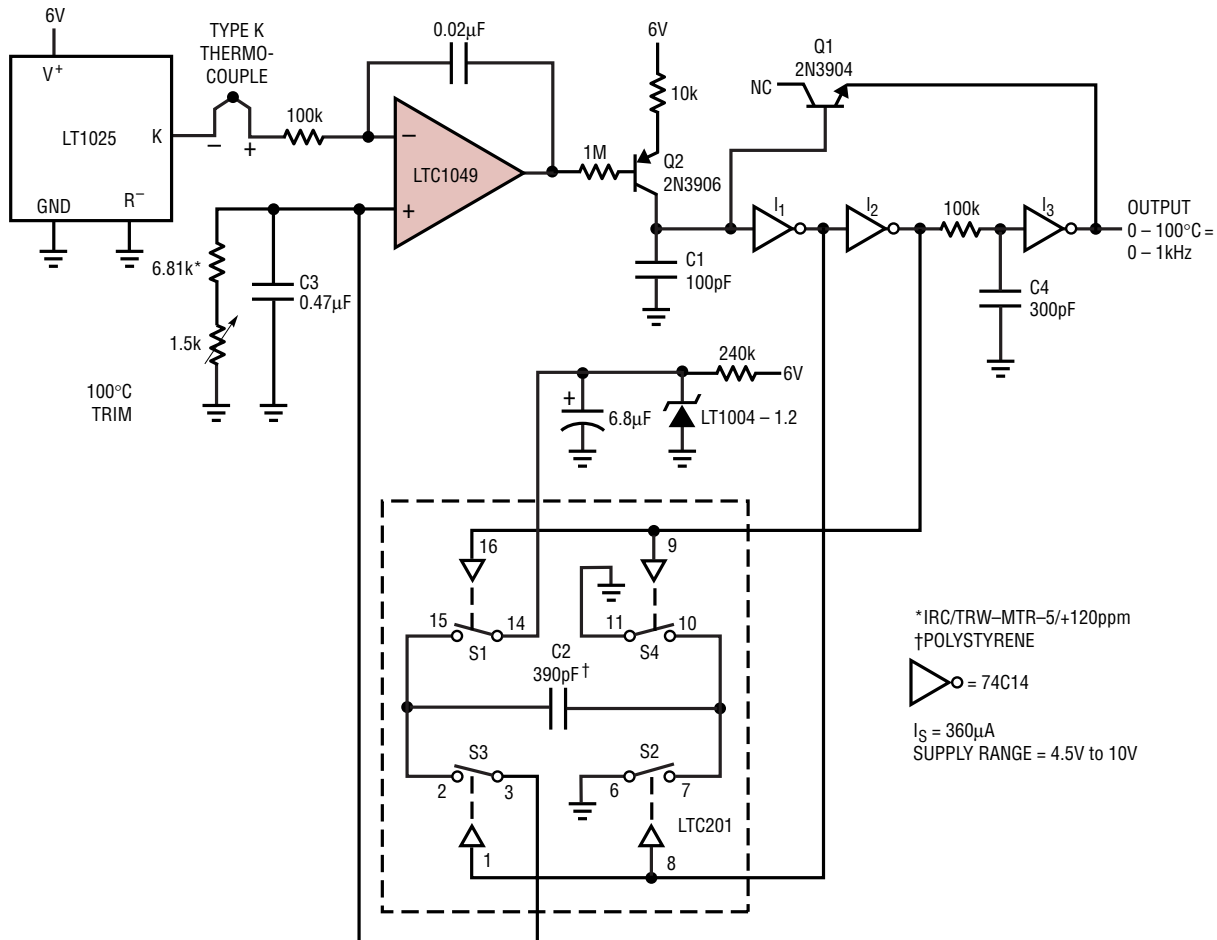 6V
V+
LT1025
K
GND
R–
TYPE K
THERMO-
COUPLE
–
+
100k
0.02µF
–
LTC1049
+
1M
6V
10k
Q2
2N3906
Q1
2N3904
NC
I1
I2
100k
I3
OUTPUT
0 – 100°C =
0 – 1kHz
C1
100pF
C4
300pF
6.81k*
1.5k
100°C
TRIM
C3
0.47µF
240k
6V
+
6.8µF
LT1004 – 1.2
16
9
15
14
S1
11
10
S4
C2
390pF†
S3
2
3
1
S2
6
7
8
LTC201
*IRC/TRW–MTR–5/+120ppm
†POLYSTYRENE
= 74C14
IS = 360µA
SUPPLY RANGE = 4.5V to 10V